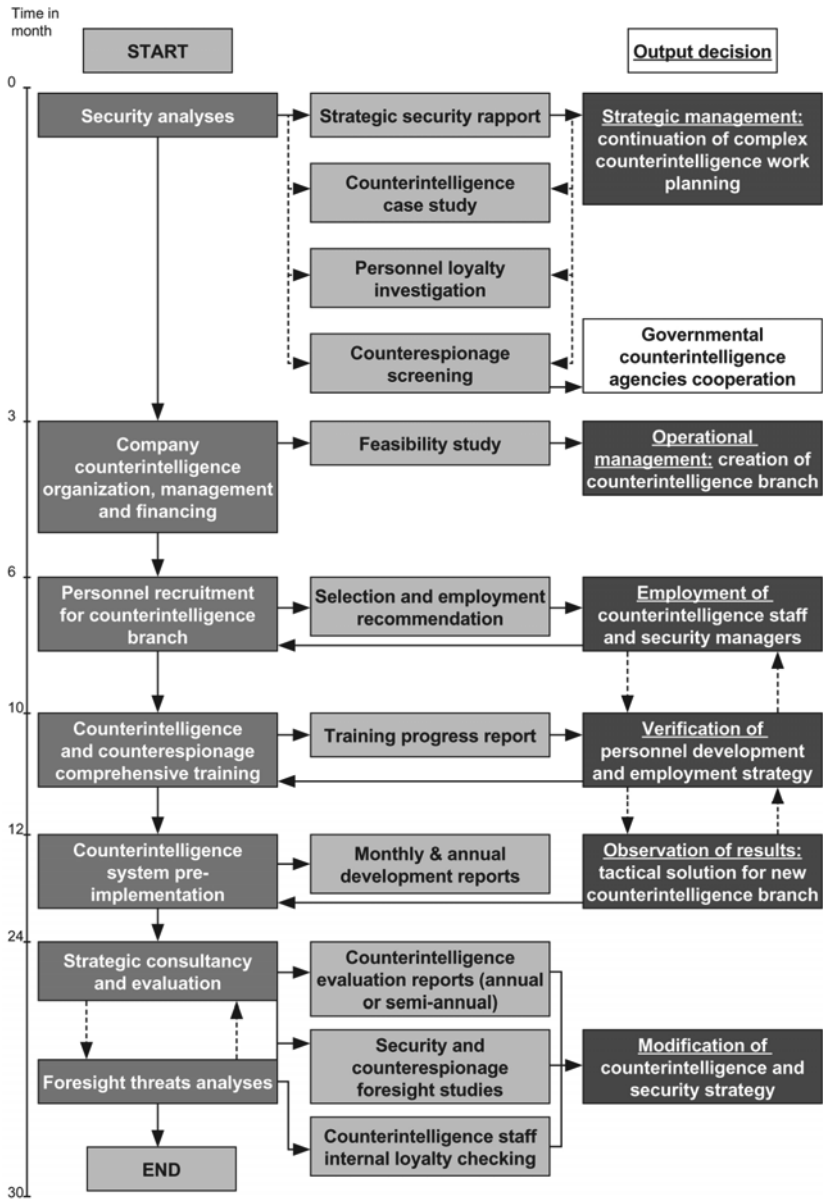 Time in
month
START
Output decision
0
Security analyses
Strategic security rapport
Strategic management:
continuation of complex
counterintelligence work
planning
Counterintelligence
case study
Personnel loyalty
investigation
Counterespionage
screening
Governmental
counterintelligence
agencies cooperation
3
Company
counterintelligence
organization, management
and financing
Feasibility study
Operational
management: creation of
counterintelligence branch
6
Personnel recruitment
for counterintelligence
branch
Selection and employment
recommendation
Employment of
counterintelligence staff
and security managers
10
Counterintelligence
and counterespionage
comprehensive training
Training progress report
Verification of
personnel development
and employment strategy
12
Counterintelligence
system pre-
implementation
Monthly & annual
development reports
Observation of results:
tactical solution for new
counterintelligence branch
24
Strategic consultancy
and evaluation
Counterintelligence
evaluation reports (annual
or semi-annual)
Security and
counterespionage
foresight studies
Modification of
counterintelligence and
security strategy
Foresight threats analyses
Counterintelligence staff
internal loyalty checking
END
30